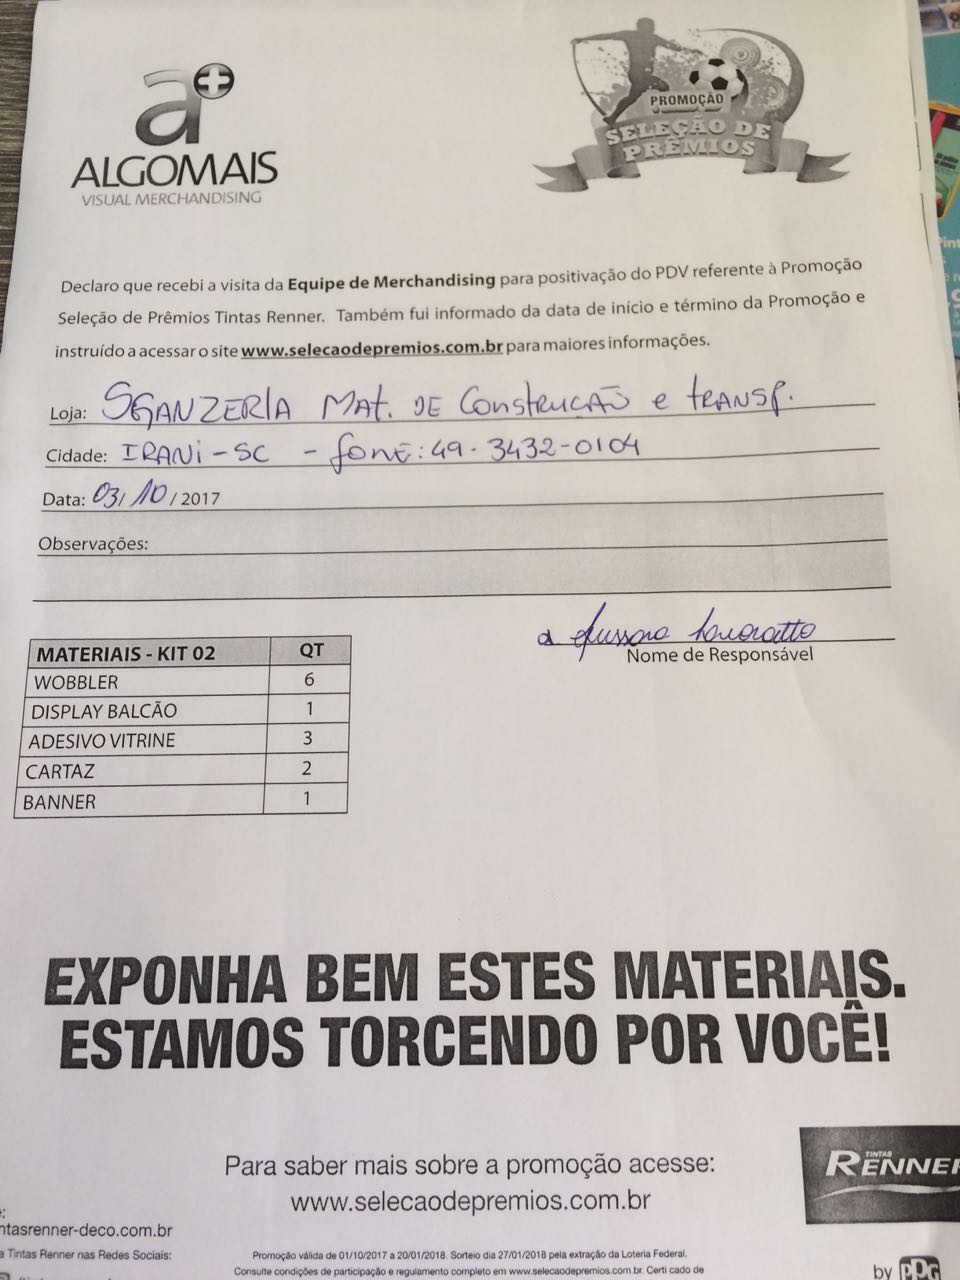 a+
ALGOMAIS
VISUAL MERCHANDISING
PROMOÇÃO
SELEÇÃO DE
PRÊMIOS
Declaro que recebi a visita da Equipe de Merchandising para positivação do PDV referente à Promoção
Seleção de Prêmios Tintas Renner. Também fui informado da data de início e término da Promoção e
instruído a acessar o site www.selecaodepremios.com.br para maiores informações.
Loja: SGANZERLA MAT. DE CONSTRUÇÃO e TRANSP.
Cidade: IRANI-SC - fone: 49-3432-0104
Data: 03/10/2017
Observações:
Nome de Responsável
MATERIAIS - KIT 02 QT
WOBBLER 6
DISPLAY BALCÃO 1
ADESIVO VITRINE 3
CARTAZ 2
BANNER 1
EXPONHA BEM ESTES MATERIAIS.
ESTAMOS TORCENDO POR VOCÊ!
Para saber mais sobre a promoção acesse:
www.selecaodepremios.com.br
TINTAS
RENNER
ntasrenner-deco.com.br
a Tintas Renner nas Redes Sociais:
Promoção válida de 01/10/2017 a 20/01/2018. Sorteio dia 27/01/2018 pela extração da Loteria Federal.
Consulte condições de participação e regulamento completo em www.selecaodepremios.com.br. Certi cado de
by PPG